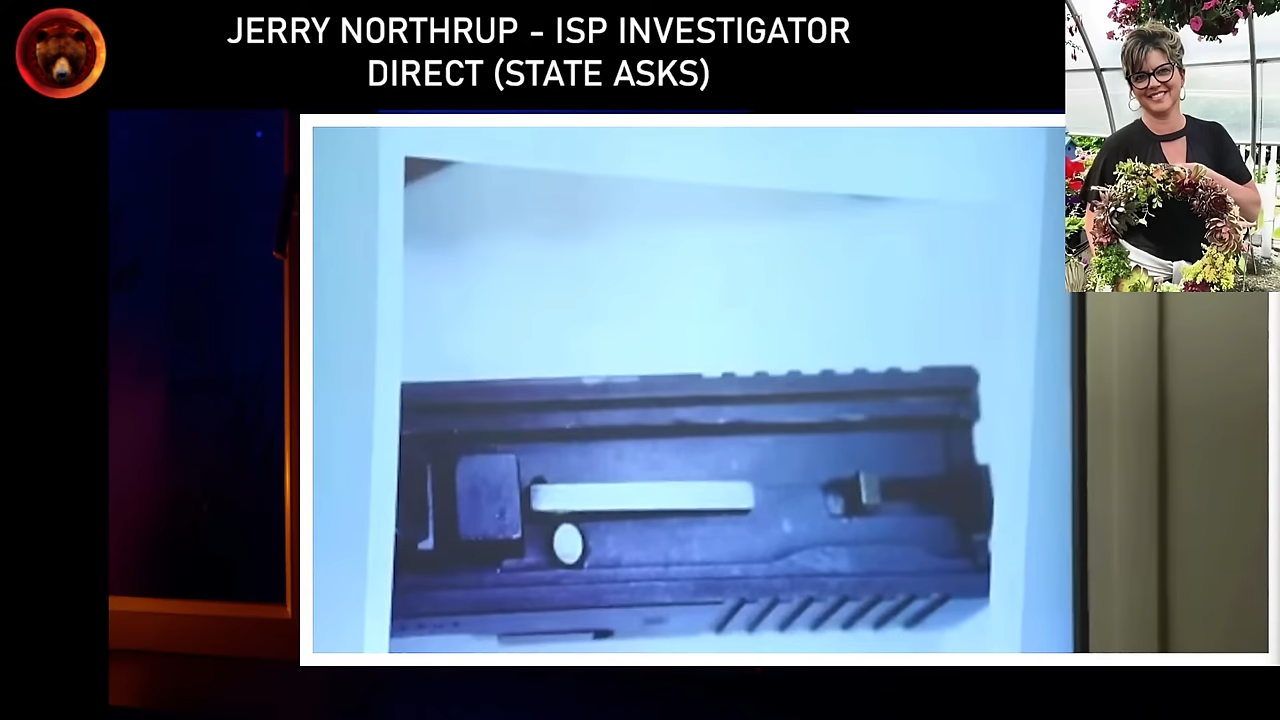 JERRY NORTHRUP - ISP INVESTIGATOR
DIRECT (STATE ASKS)